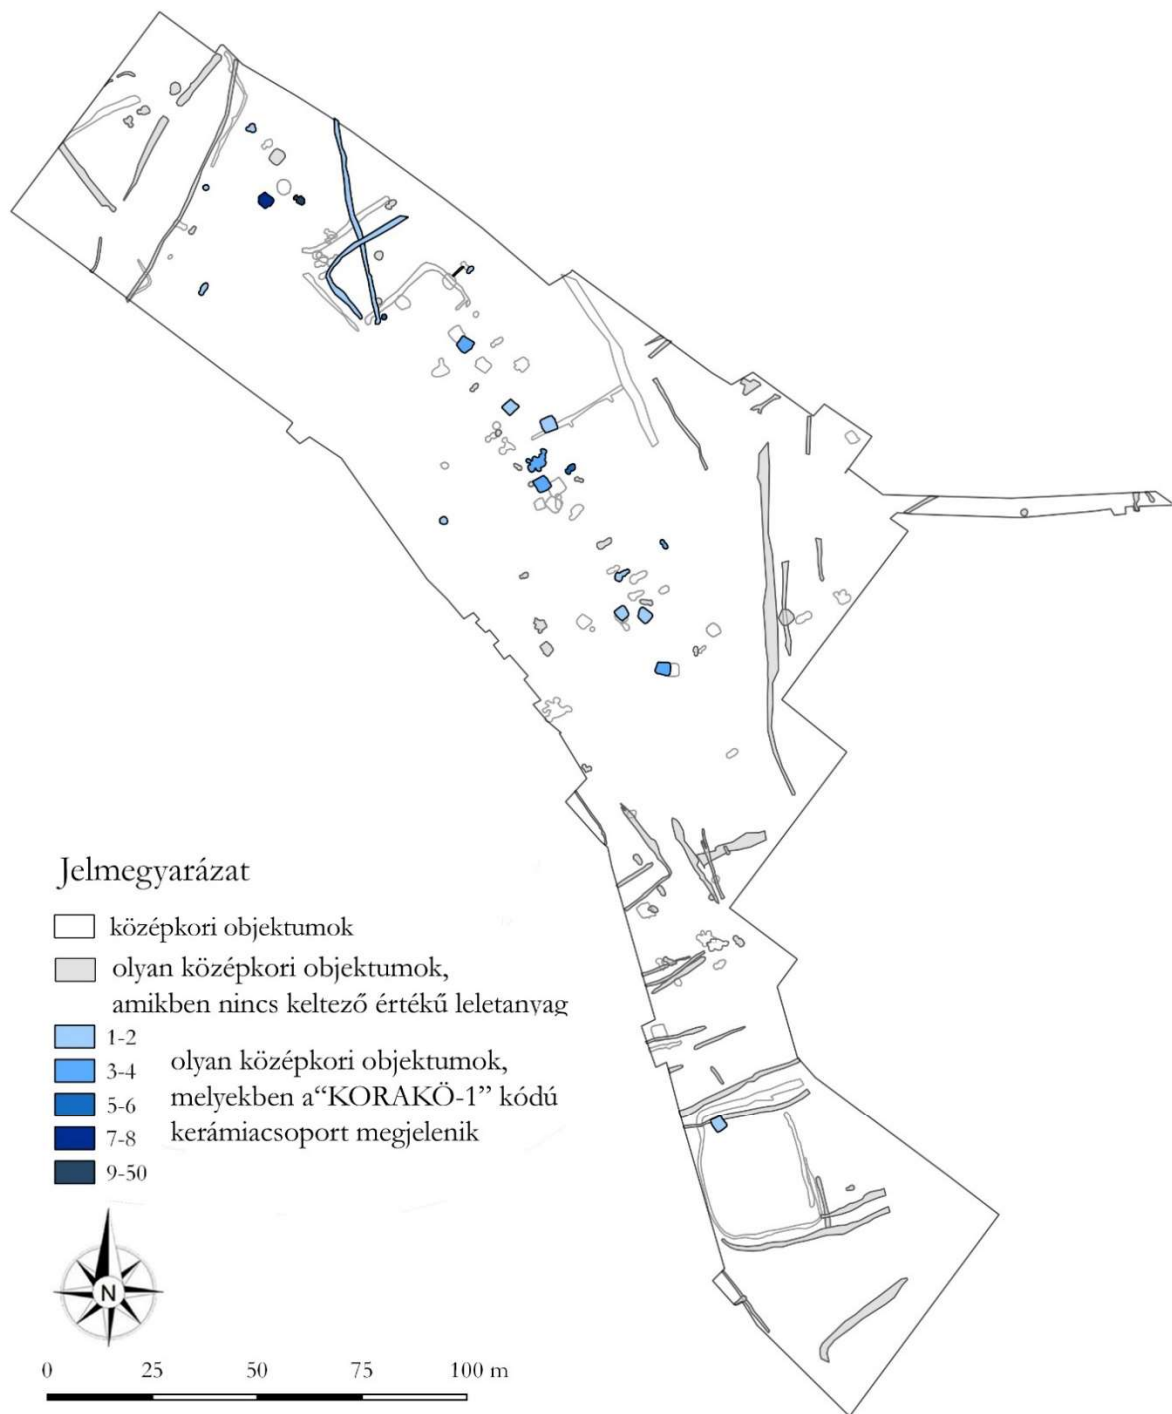 Jelmegyarázat
középkori objektumok
olyan középkori objektumok,
amikben nincs keltező értékű leletanyag
1-2
3-4
5-6
7-8
9-50
olyan középkori objektumok,
melyekben a“KORAKÖ-1” kódú
kerámiacsoport megjelenik
N
0 25 50 75 100 m